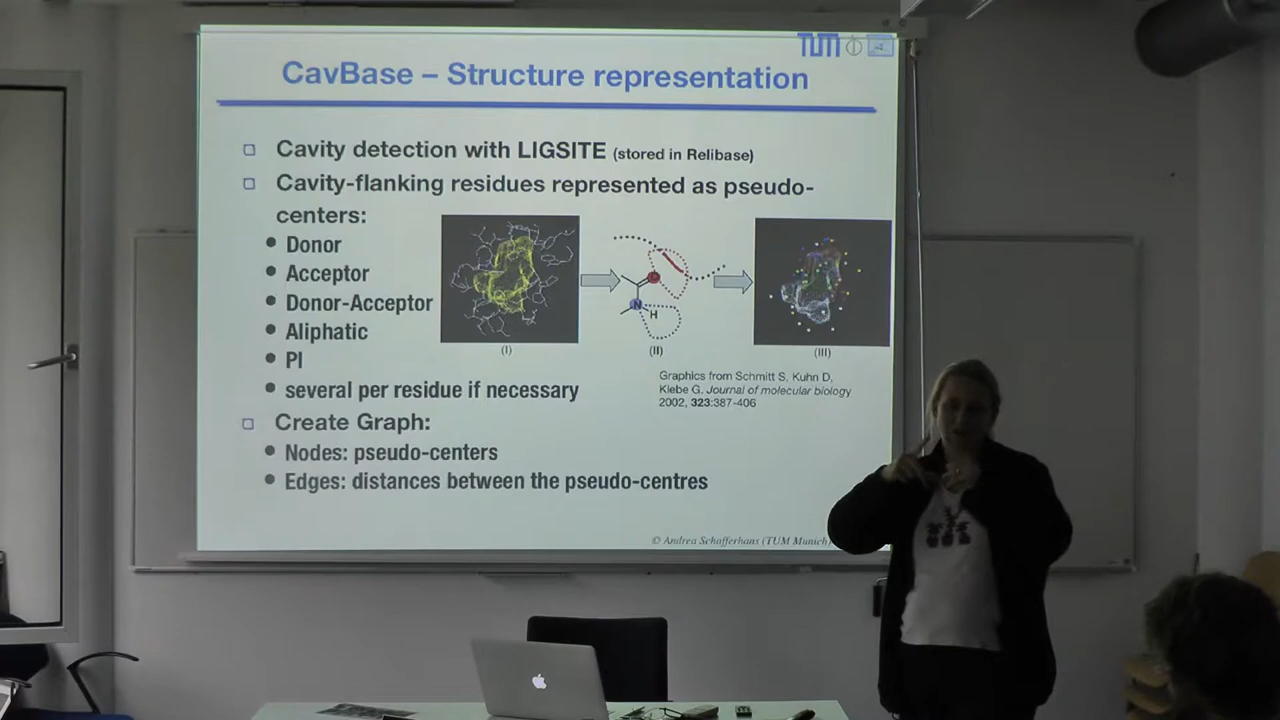 TUM
CavBase – Structure representation
Cavity detection with LIGSITE (stored in Relibase)
Cavity-flanking residues represented as pseudo-
centers:
Donor
Acceptor
Donor-Acceptor
Aliphatic
PI
several per residue if necessary
N
H
(I)
(II)
(III)
Graphics from Schmitt S, Kuhn D,
Klebe G. Journal of molecular biology
2002, 323:387-406
Create Graph:
Nodes: pseudo-centers
Edges: distances between the pseudo-centres
© Andrea Schafferhans (TUM Munich)